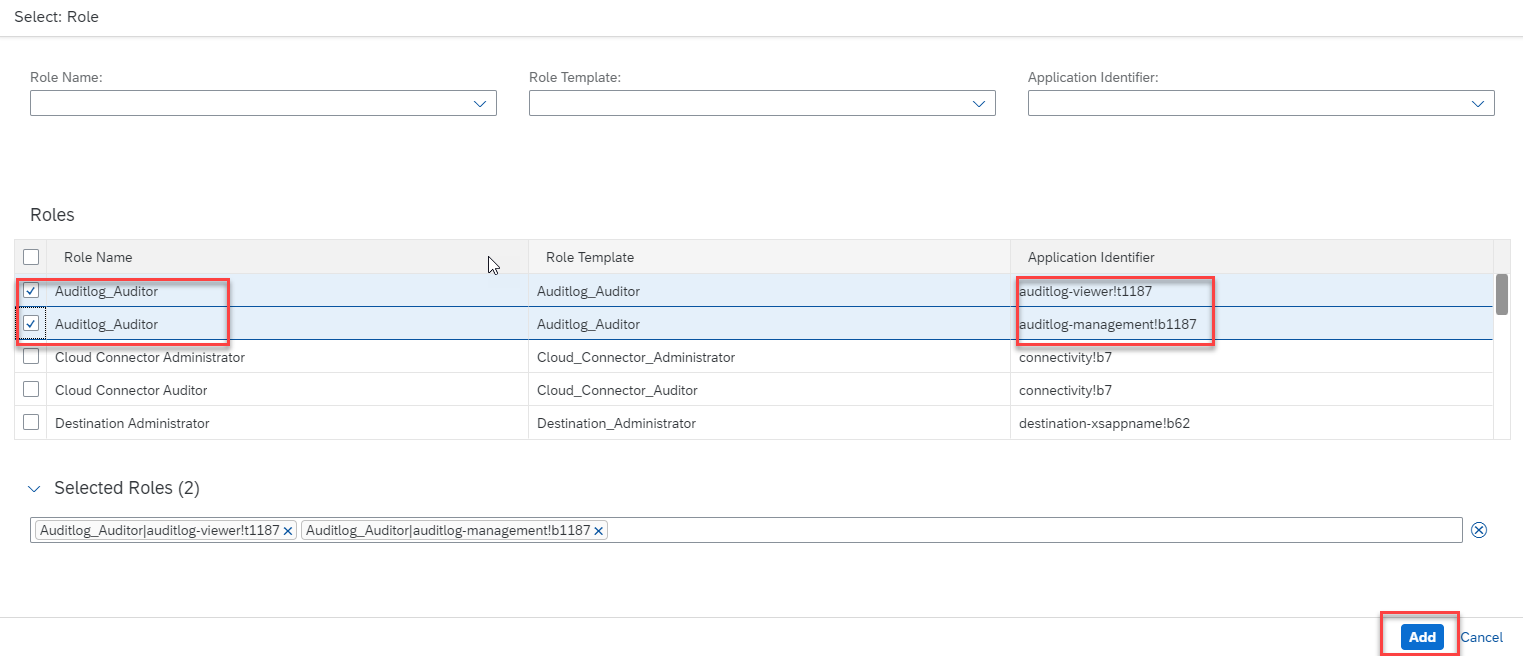 Select: Role
Role Name: Role Template: Application Identifier:
Roles
Role Name Role Template Application Identifier
Auditlog_Auditor Auditlog_Auditor auditlog-viewer!t1187
Auditlog_Auditor Auditlog_Auditor auditlog-management!b1187
Cloud Connector Administrator Cloud_Connector_Administrator connectivity!b7
Cloud Connector Auditor Cloud_Connector_Auditor connectivity!b7
Destination Administrator Destination_Administrator destination-xsappname!b62
Selected Roles (2)
Auditlog_Auditor|auditlog-viewer!t1187 Auditlog_Auditor|auditlog-management!b1187
Add Cancel